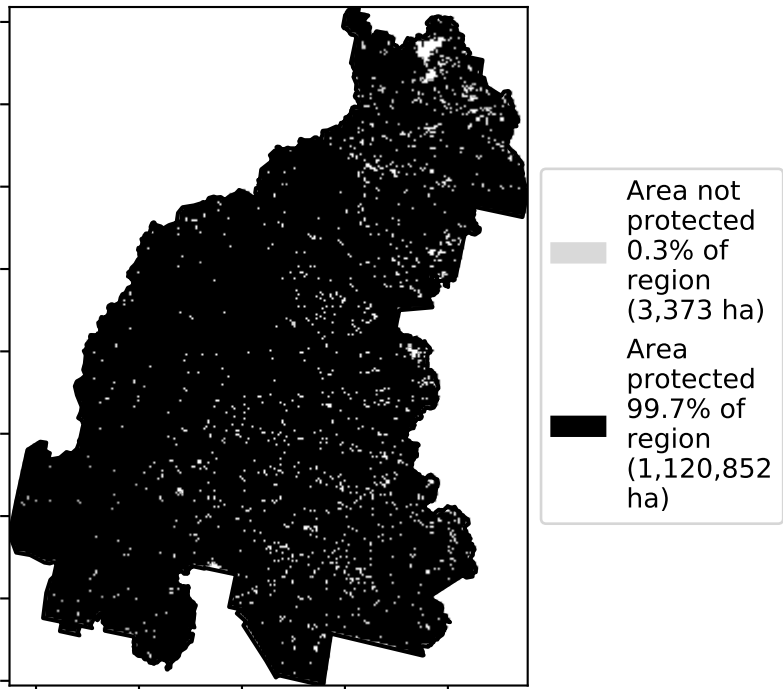 Area not
protected
0.3% of
region
(3,373 ha)
Area
protected
99.7% of
region
(1,120,852
ha)